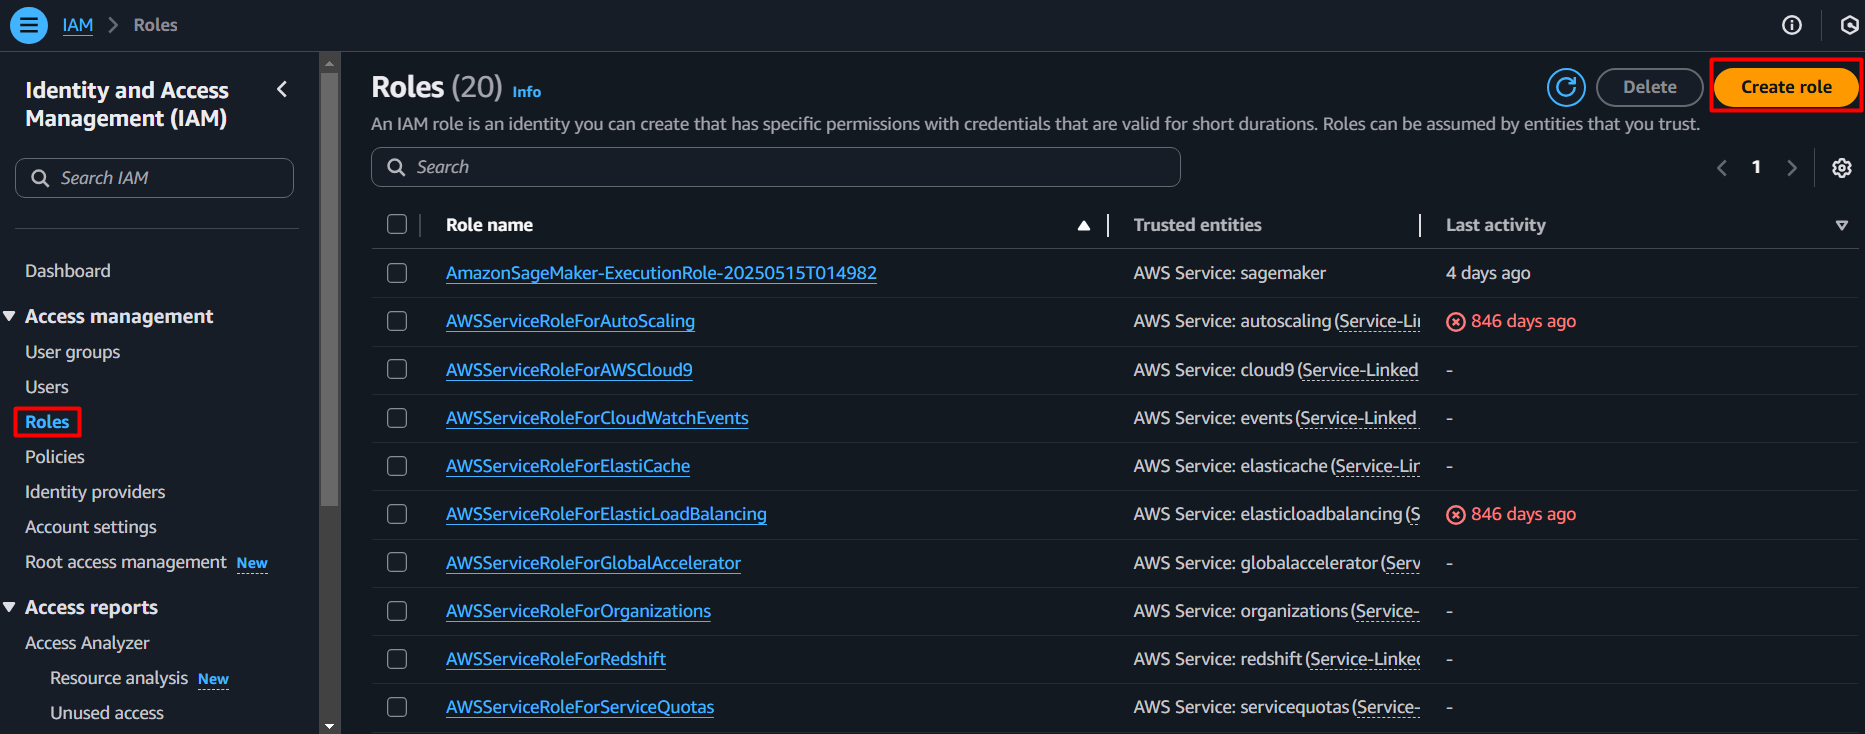 IAM > Roles
Identity and Access
Management (IAM)
Search IAM
Dashboard
Access management
User groups
Users
Roles
Policies
Identity providers
Account settings
Root access management New
Access reports
Access Analyzer
Resource analysis New
Unused access
Roles (20) Info
Delete
Create role
An IAM role is an identity you can create that has specific permissions with credentials that are valid for short durations. Roles can be assumed by entities that you trust.
Search
1
Role name Trusted entities Last activity
AmazonSageMaker-ExecutionRole-20250515T014982 AWS Service: sagemaker 4 days ago
AWSServiceRoleForAutoScaling AWS Service: autoscaling (Service-Li 846 days ago
AWSServiceRoleForAWSCloud9 AWS Service: cloud9 (Service-Linked -
AWSServiceRoleForCloudWatchEvents AWS Service: events (Service-Linked -
AWSServiceRoleForElastiCache AWS Service: elasticache (Service-Lin -
AWSServiceRoleForElasticLoadBalancing AWS Service: elasticloadbalancing (S 846 days ago
AWSServiceRoleForGlobalAccelerator AWS Service: globalaccelerator (Serv -
AWSServiceRoleForOrganizations AWS Service: organizations (Service- -
AWSServiceRoleForRedshift AWS Service: redshift (Service-Linked -
AWSServiceRoleForServiceQuotas AWS Service: servicequotas (Service- -